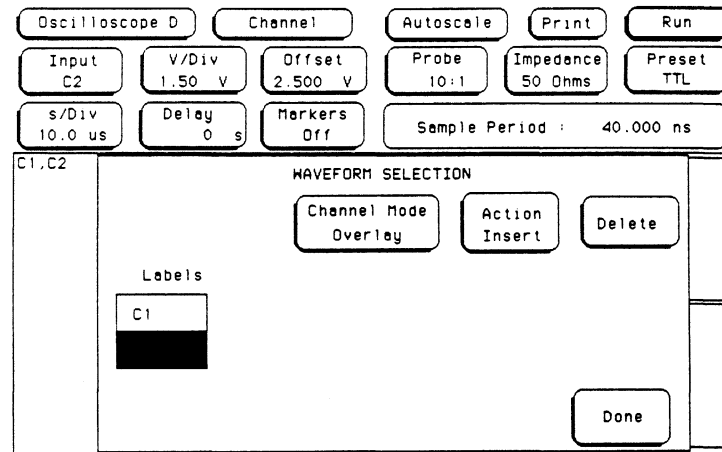 Oscilloscope D Channel Autoscale Print Run
Input V/Div Offset Probe Impedance Preset
C2 1.50 V 2.500 V 10:1 50 Ohms TTL
s/Div Delay Markers Sample Period : 40.000 ns
10.0 us 0 s Off
C1,C2
WAVEFORM SELECTION
Channel Mode Action Delete
Overlay Insert
Labels
C1
Done